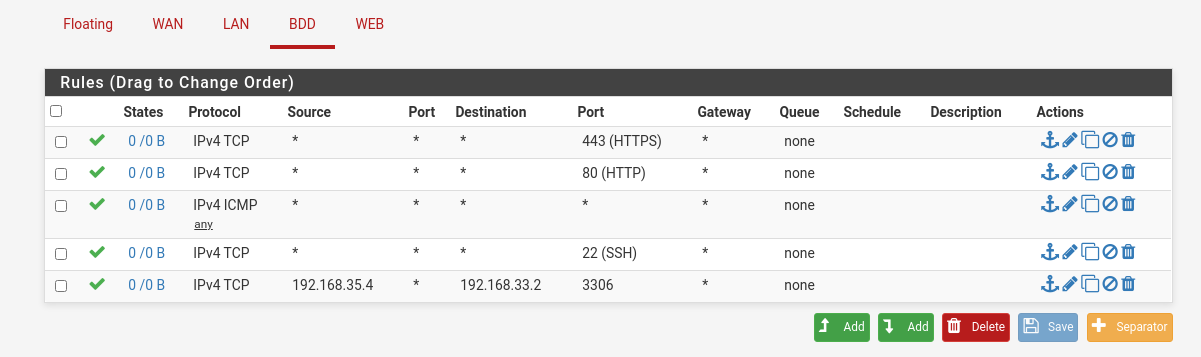 Floating WAN LAN BDD WEB
Rules (Drag to Change Order)
States Protocol Source Port Destination Port Gateway Queue Schedule Description Actions
0 /0 B IPv4 TCP * * * 443 (HTTPS) * none
0 /0 B IPv4 TCP * * * 80 (HTTP) * none
0 /0 B IPv4 ICMP * * * * * none
any
0 /0 B IPv4 TCP * * * 22 (SSH) * none
0 /0 B IPv4 TCP 192.168.35.4 * 192.168.33.2 3306 * none
Add Add Delete Save Separator